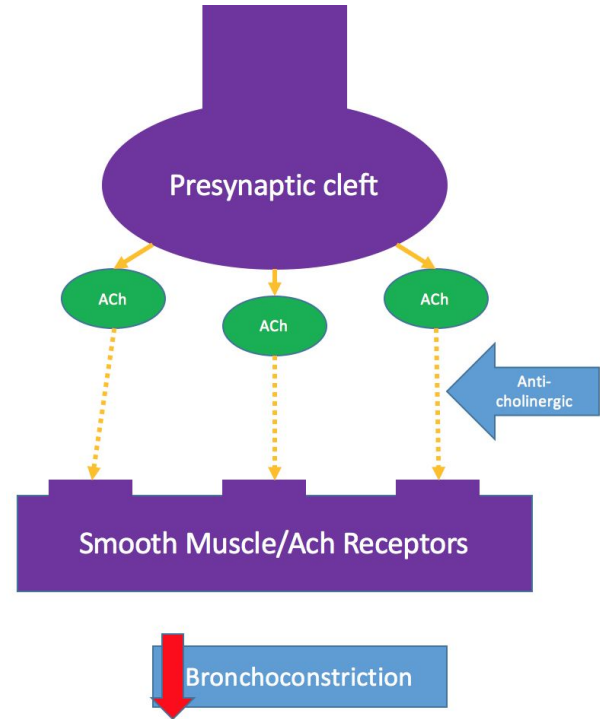 Presynaptic cleft
ACh
ACh
ACh
Anti-
cholinergic
Smooth Muscle/Ach Receptors
Bronchoconstriction